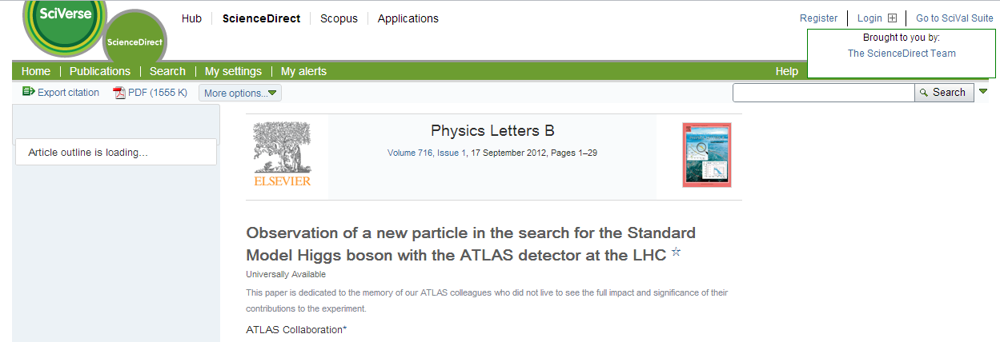 SciVerse
ScienceDirect
Hub
ScienceDirect
Scopus
Applications
Register
Login
Go to SciVal Suite
Brought to you by:
The ScienceDirect Team
Home
Publications
Search
My settings
My alerts
Help
Export citation
PDF (1555 K)
More options...
Search
Article outline is loading...
ELSEVIER
Physics Letters B
Volume 716, Issue 1, 17 September 2012, Pages 1–29
Observation of a new particle in the search for the Standard
Model Higgs boson with the ATLAS detector at the LHC ☆
Universally Available
This paper is dedicated to the memory of our ATLAS colleagues who did not live to see the full impact and significance of their
contributions to the experiment.
ATLAS Collaboration*